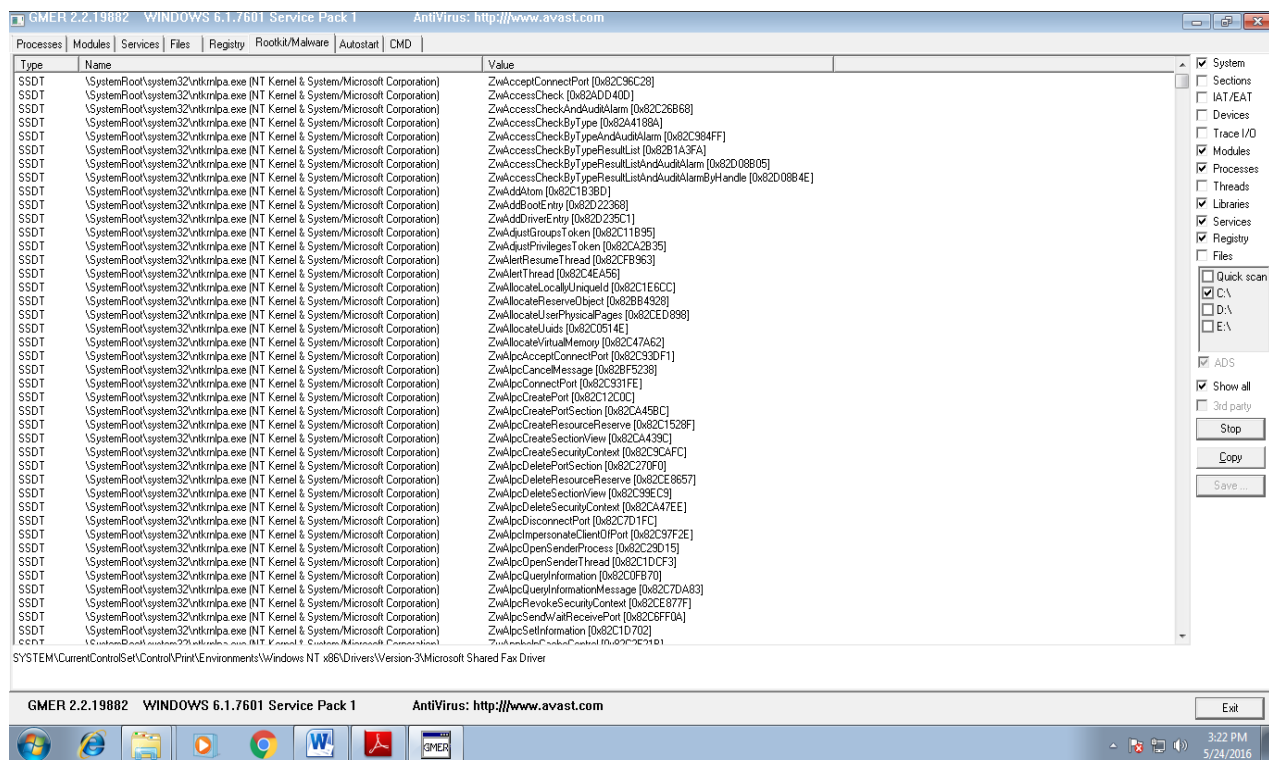 GMER 2.2.19882 WINDOWS 6.1.7601 Service Pack 1 AntiVirus: http:///www.avast.com
Processes Modules Services Files Registry Rootkit/Malware Autostart CMD
Type Name Value
SSDT \SystemRoot\system32\ntkrnlpa.exe (NT Kernel & System/Microsoft Corporation) ZwAcceptConnectPort [0x82C96C28]
SSDT \SystemRoot\system32\ntkrnlpa.exe (NT Kernel & System/Microsoft Corporation) ZwAccessCheck [0x82ADD40D]
SSDT \SystemRoot\system32\ntkrnlpa.exe (NT Kernel & System/Microsoft Corporation) ZwAccessCheckAndAuditAlarm [0x82C26B68]
SSDT \SystemRoot\system32\ntkrnlpa.exe (NT Kernel & System/Microsoft Corporation) ZwAccessCheckByType [0x82A4188A]
SSDT \SystemRoot\system32\ntkrnlpa.exe (NT Kernel & System/Microsoft Corporation) ZwAccessCheckByTypeAndAuditAlarm [0x82C984FF]
SSDT \SystemRoot\system32\ntkrnlpa.exe (NT Kernel & System/Microsoft Corporation) ZwAccessCheckByTypeResultList [0x82B1A3FA]
SSDT \SystemRoot\system32\ntkrnlpa.exe (NT Kernel & System/Microsoft Corporation) ZwAccessCheckByTypeResultListAndAuditAlarm [0x82D08B05]
SSDT \SystemRoot\system32\ntkrnlpa.exe (NT Kernel & System/Microsoft Corporation) ZwAccessCheckByTypeResultListAndAuditAlarmByHandle [0x82D08B4E]
SSDT \SystemRoot\system32\ntkrnlpa.exe (NT Kernel & System/Microsoft Corporation) ZwAddAtom [0x82C1B3BD]
SSDT \SystemRoot\system32\ntkrnlpa.exe (NT Kernel & System/Microsoft Corporation) ZwAddBootEntry [0x82D22368]
SSDT \SystemRoot\system32\ntkrnlpa.exe (NT Kernel & System/Microsoft Corporation) ZwAddDriverEntry [0x82D235C1]
SSDT \SystemRoot\system32\ntkrnlpa.exe (NT Kernel & System/Microsoft Corporation) ZwAdjustGroupsToken [0x82C11B95]
SSDT \SystemRoot\system32\ntkrnlpa.exe (NT Kernel & System/Microsoft Corporation) ZwAdjustPrivilegesToken [0x82CA2B35]
SSDT \SystemRoot\system32\ntkrnlpa.exe (NT Kernel & System/Microsoft Corporation) ZwAlertResumeThread [0x82CFB963]
SSDT \SystemRoot\system32\ntkrnlpa.exe (NT Kernel & System/Microsoft Corporation) ZwAlertThread [0x82C4EA56]
SSDT \SystemRoot\system32\ntkrnlpa.exe (NT Kernel & System/Microsoft Corporation) ZwAllocateLocallyUniqueId [0x82C1E6CC]
SSDT \SystemRoot\system32\ntkrnlpa.exe (NT Kernel & System/Microsoft Corporation) ZwAllocateReserveObject [0x82BB4928]
SSDT \SystemRoot\system32\ntkrnlpa.exe (NT Kernel & System/Microsoft Corporation) ZwAllocateUserPhysicalPages [0x82CED898]
SSDT \SystemRoot\system32\ntkrnlpa.exe (NT Kernel & System/Microsoft Corporation) ZwAllocateUuids [0x82C0514E]
SSDT \SystemRoot\system32\ntkrnlpa.exe (NT Kernel & System/Microsoft Corporation) ZwAllocateVirtualMemory [0x82C47A62]
SSDT \SystemRoot\system32\ntkrnlpa.exe (NT Kernel & System/Microsoft Corporation) ZwAlpcAcceptConnectPort [0x82C93DF1]
SSDT \SystemRoot\system32\ntkrnlpa.exe (NT Kernel & System/Microsoft Corporation) ZwAlpcCancelMessage [0x82BF5238]
SSDT \SystemRoot\system32\ntkrnlpa.exe (NT Kernel & System/Microsoft Corporation) ZwAlpcConnectPort [0x82C931FE]
SSDT \SystemRoot\system32\ntkrnlpa.exe (NT Kernel & System/Microsoft Corporation) ZwAlpcCreatePort [0x82C12C0C]
SSDT \SystemRoot\system32\ntkrnlpa.exe (NT Kernel & System/Microsoft Corporation) ZwAlpcCreatePortSection [0x82CA45BC]
SSDT \SystemRoot\system32\ntkrnlpa.exe (NT Kernel & System/Microsoft Corporation) ZwAlpcCreateResourceReserve [0x82C1528F]
SSDT \SystemRoot\system32\ntkrnlpa.exe (NT Kernel & System/Microsoft Corporation) ZwAlpcCreateSectionView [0x82CA439C]
SSDT \SystemRoot\system32\ntkrnlpa.exe (NT Kernel & System/Microsoft Corporation) ZwAlpcCreateSecurityContext [0x82C9CAFC]
SSDT \SystemRoot\system32\ntkrnlpa.exe (NT Kernel & System/Microsoft Corporation) ZwAlpcDeletePortSection [0x82C270F0]
SSDT \SystemRoot\system32\ntkrnlpa.exe (NT Kernel & System/Microsoft Corporation) ZwAlpcDeleteResourceReserve [0x82CE8657]
SSDT \SystemRoot\system32\ntkrnlpa.exe (NT Kernel & System/Microsoft Corporation) ZwAlpcDeleteSectionView [0x82C99EC9]
SSDT \SystemRoot\system32\ntkrnlpa.exe (NT Kernel & System/Microsoft Corporation) ZwAlpcDeleteSecurityContext [0x82CA47EE]
SSDT \SystemRoot\system32\ntkrnlpa.exe (NT Kernel & System/Microsoft Corporation) ZwAlpcDisconnectPort [0x82C7D1FC]
SSDT \SystemRoot\system32\ntkrnlpa.exe (NT Kernel & System/Microsoft Corporation) ZwAlpcImpersonateClientOfPort [0x82C97F2E]
SSDT \SystemRoot\system32\ntkrnlpa.exe (NT Kernel & System/Microsoft Corporation) ZwAlpcOpenSenderProcess [0x82C29D15]
SSDT \SystemRoot\system32\ntkrnlpa.exe (NT Kernel & System/Microsoft Corporation) ZwAlpcOpenSenderThread [0x82C1DCF3]
SSDT \SystemRoot\system32\ntkrnlpa.exe (NT Kernel & System/Microsoft Corporation) ZwAlpcQueryInformation [0x82C0FB70]
SSDT \SystemRoot\system32\ntkrnlpa.exe (NT Kernel & System/Microsoft Corporation) ZwAlpcQueryInformationMessage [0x82C7DA83]
SSDT \SystemRoot\system32\ntkrnlpa.exe (NT Kernel & System/Microsoft Corporation) ZwAlpcRevokeSecurityContext [0x82CE877F]
SSDT \SystemRoot\system32\ntkrnlpa.exe (NT Kernel & System/Microsoft Corporation) ZwAlpcSendWaitReceivePort [0x82C6FF0A]
SSDT \SystemRoot\system32\ntkrnlpa.exe (NT Kernel & System/Microsoft Corporation) ZwAlpcSetInformation [0x82C1D702]
System
Sections
IAT/EAT
Devices
Trace I/O
Modules
Processes
Threads
Libraries
Services
Registry
Files
Quick scan
C:\
D:\
E:\
ADS
Show all
3rd party
Stop
Copy
Save ...
SYSTEM\CurrentControlSet\Control\Print\Environments\Windows NT x86\Drivers\Version-3\Microsoft Shared Fax Driver
GMER 2.2.19882 WINDOWS 6.1.7601 Service Pack 1 AntiVirus: http:///www.avast.com
Exit
W
GMER
3:22 PM
5/24/2016